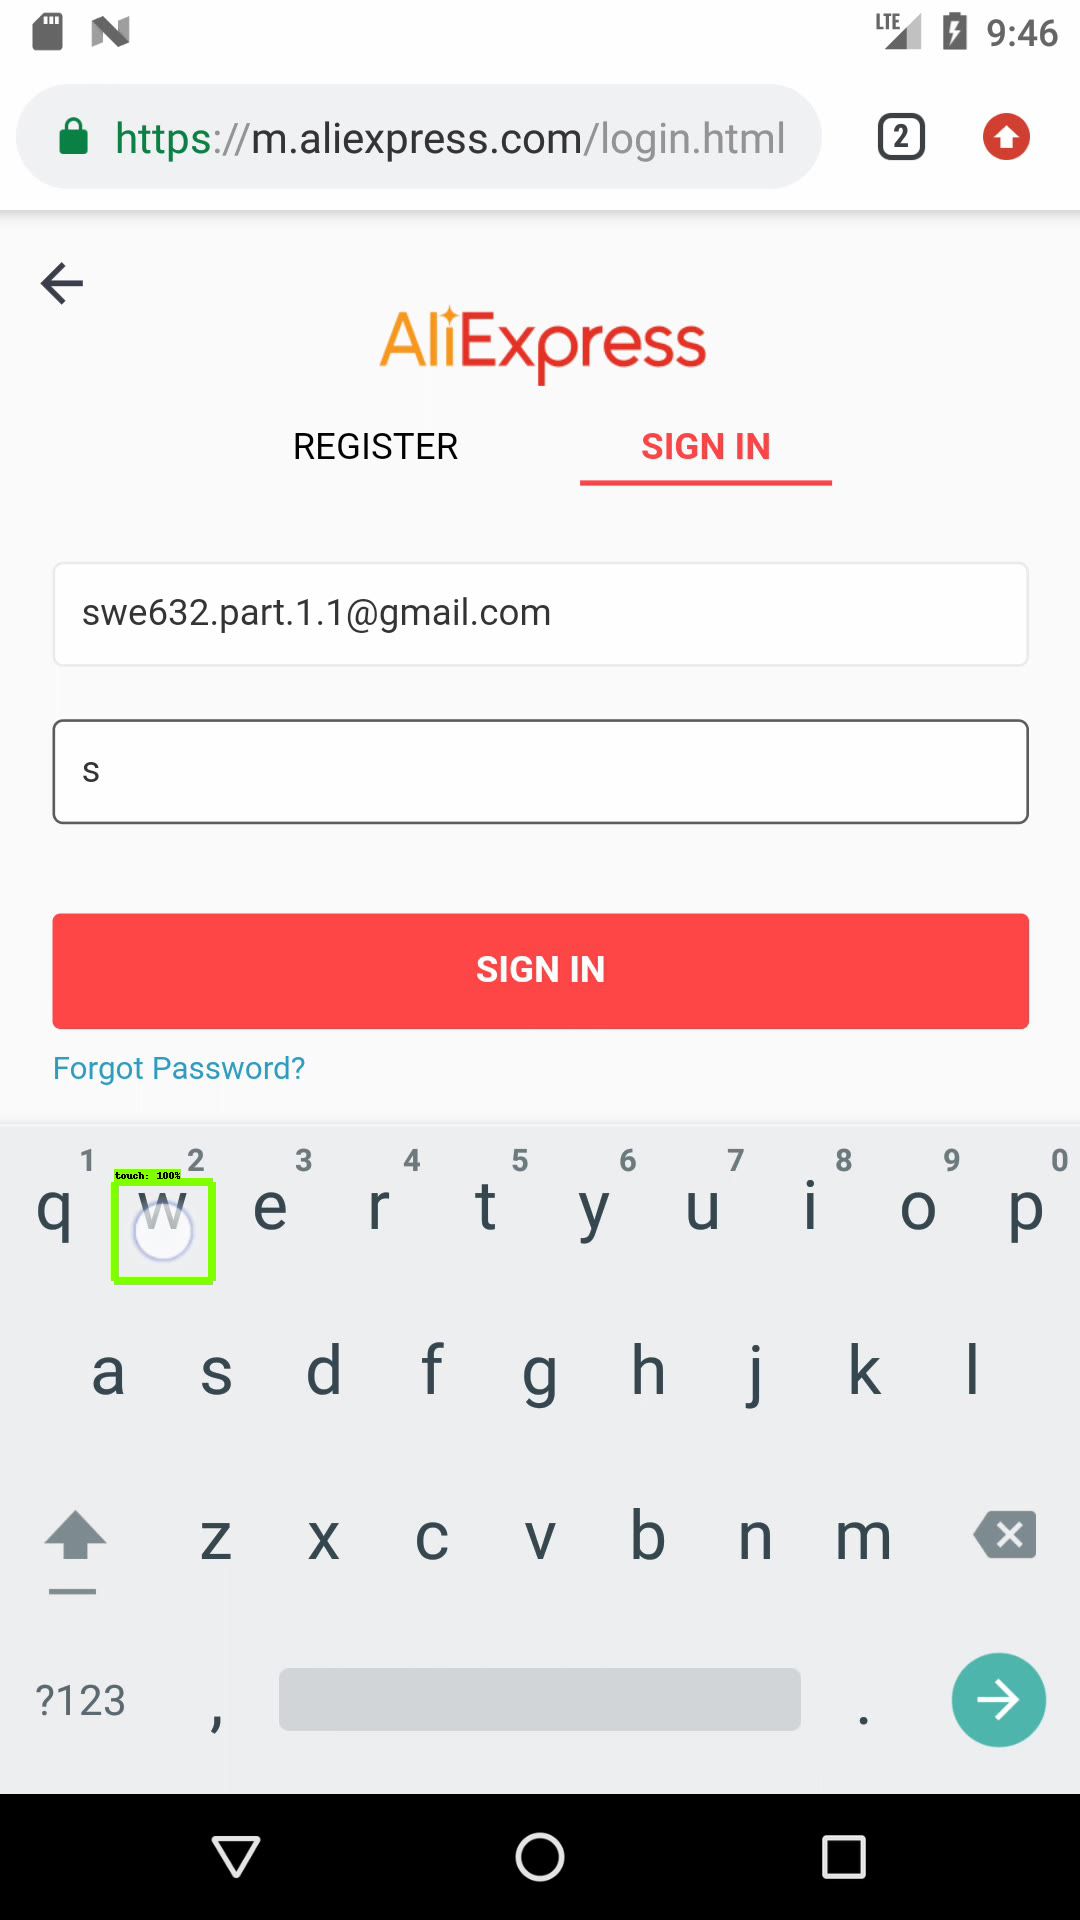 LTE 9:46
https://m.aliexpress.com/login.html 2
AliExpress
REGISTER SIGN IN
swe632.part.1.1@gmail.com
s
SIGN IN
Forgot Password?
1 2 3 4 5 6 7 8 9 0
touch: 100%
q w e r t y u i o p
a s d f g h j k l
z x c v b n m
?123 , .